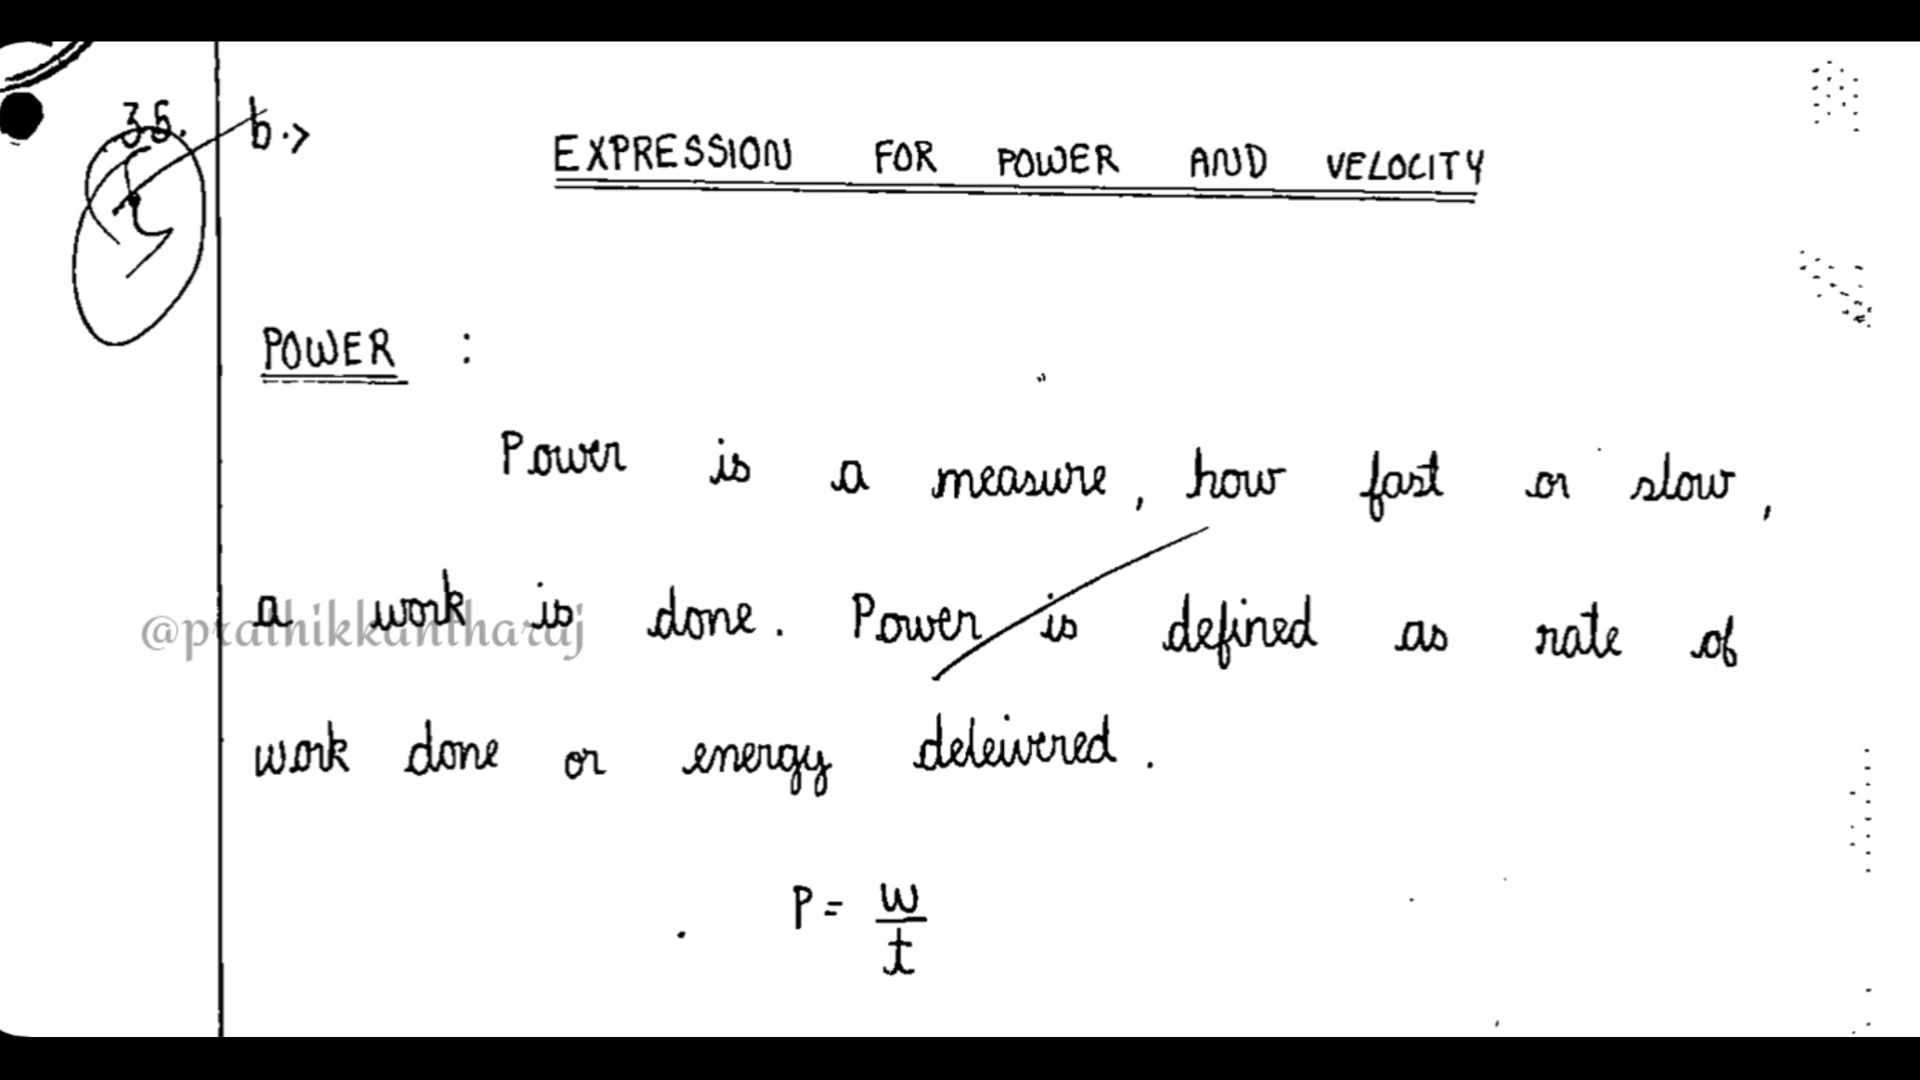 35. b.>
EXPRESSION FOR POWER AND VELOCITY
POWER :
Power is a measure, how fast or slow,
a work is done. Power is defined as rate of
@prathikkantharaj
work done or energy deleivered.
P = W/t